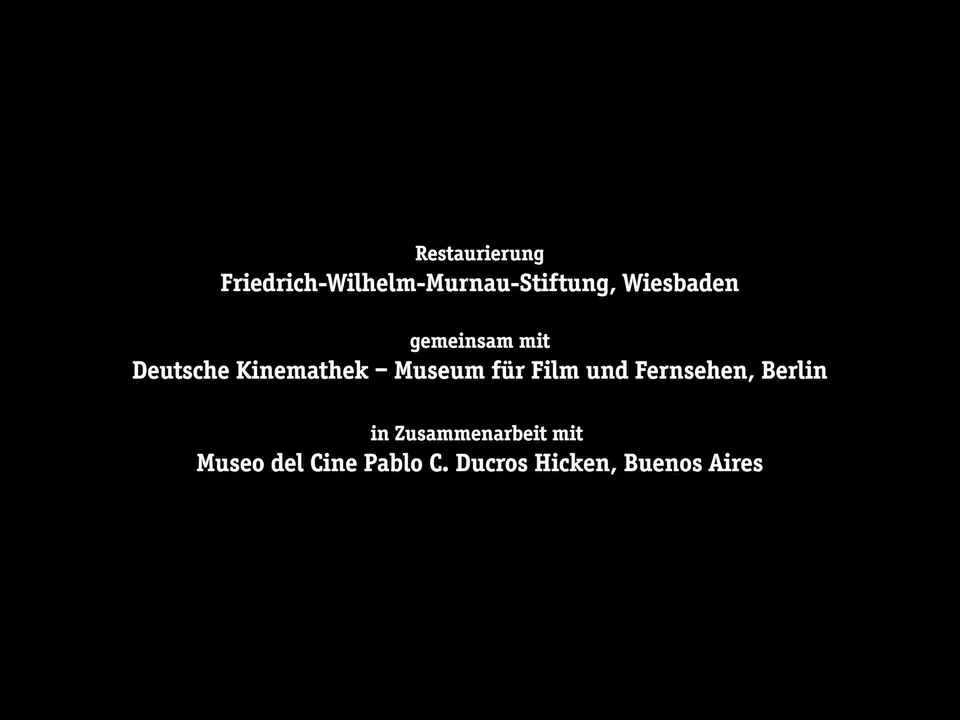 Restaurierung
Friedrich-Wilhelm-Murnau-Stiftung, Wiesbaden
gemeinsam mit
Deutsche Kinemathek – Museum für Film und Fernsehen, Berlin
in Zusammenarbeit mit
Museo del Cine Pablo C. Ducros Hicken, Buenos Aires